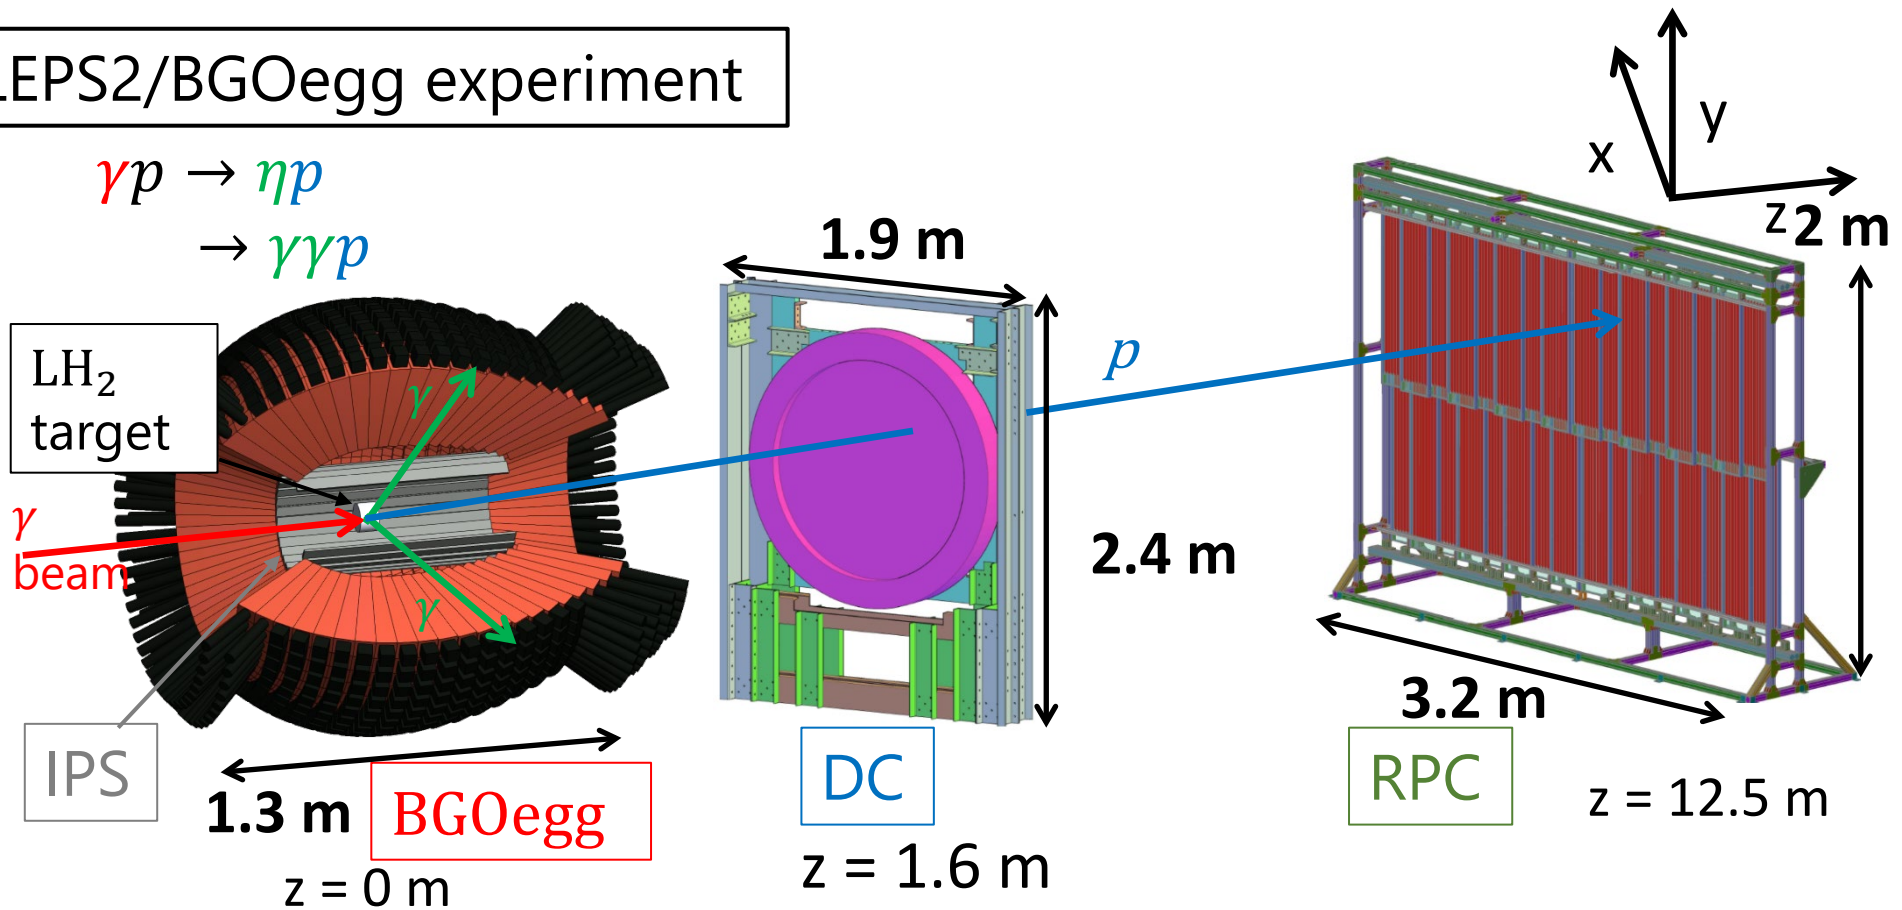 LEPS2/BGOegg experiment
γp → ηp
→ γγp
LH₂
target
γ
beam
γ
γ
IPS
1.3 m
BGOegg
z = 0 m
1.9 m
2.4 m
DC
z = 1.6 m
p
x
y
z
2 m
3.2 m
RPC
z = 12.5 m